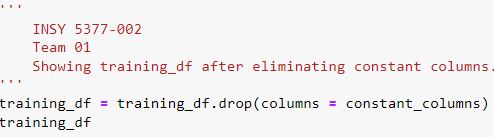 '''
INSY 5377-002
Team 01
Showing training_df after eliminating constant columns.
'''
training_df = training_df.drop(columns = constant_columns)
training_df